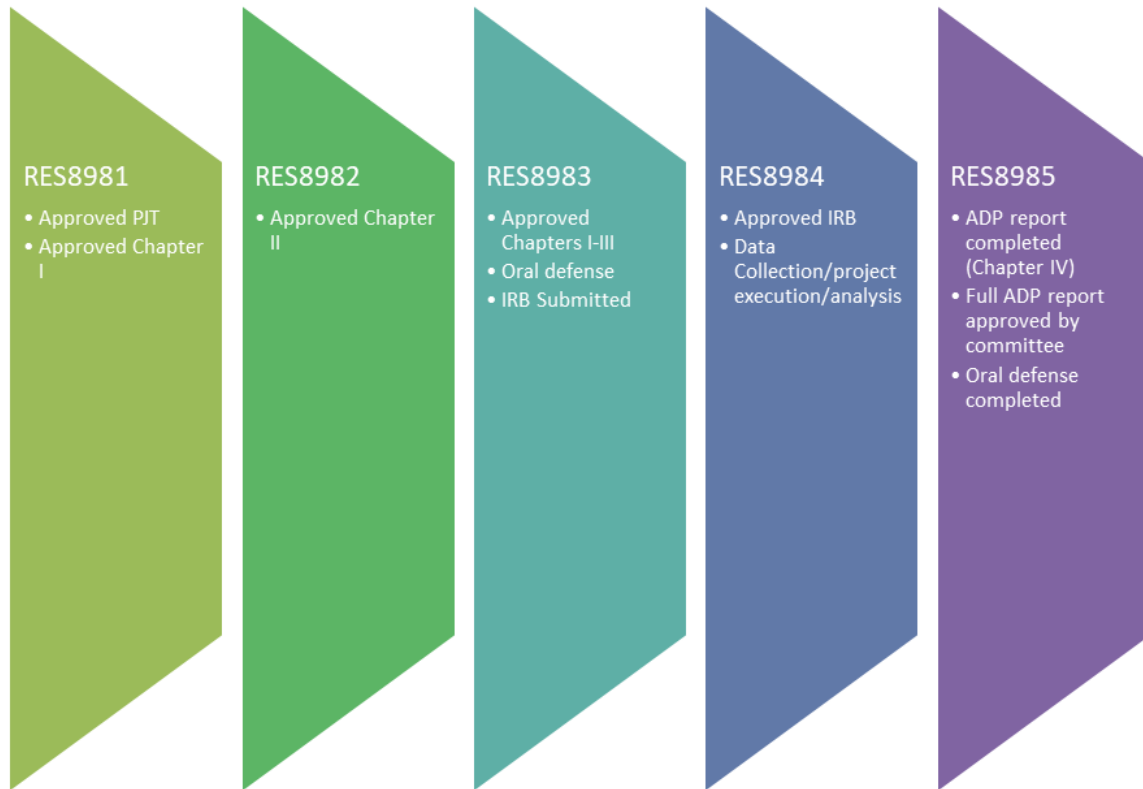 RES8981
• Approved PJT
• Approved Chapter
I
RES8982
• Approved Chapter
II
RES8983
• Approved
Chapters I-III
• Oral defense
• IRB Submitted
RES8984
• Approved IRB
• Data
Collection/project
execution/analysis
RES8985
• ADP report
completed
(Chapter IV)
• Full ADP report
approved by
committee
• Oral defense
completed